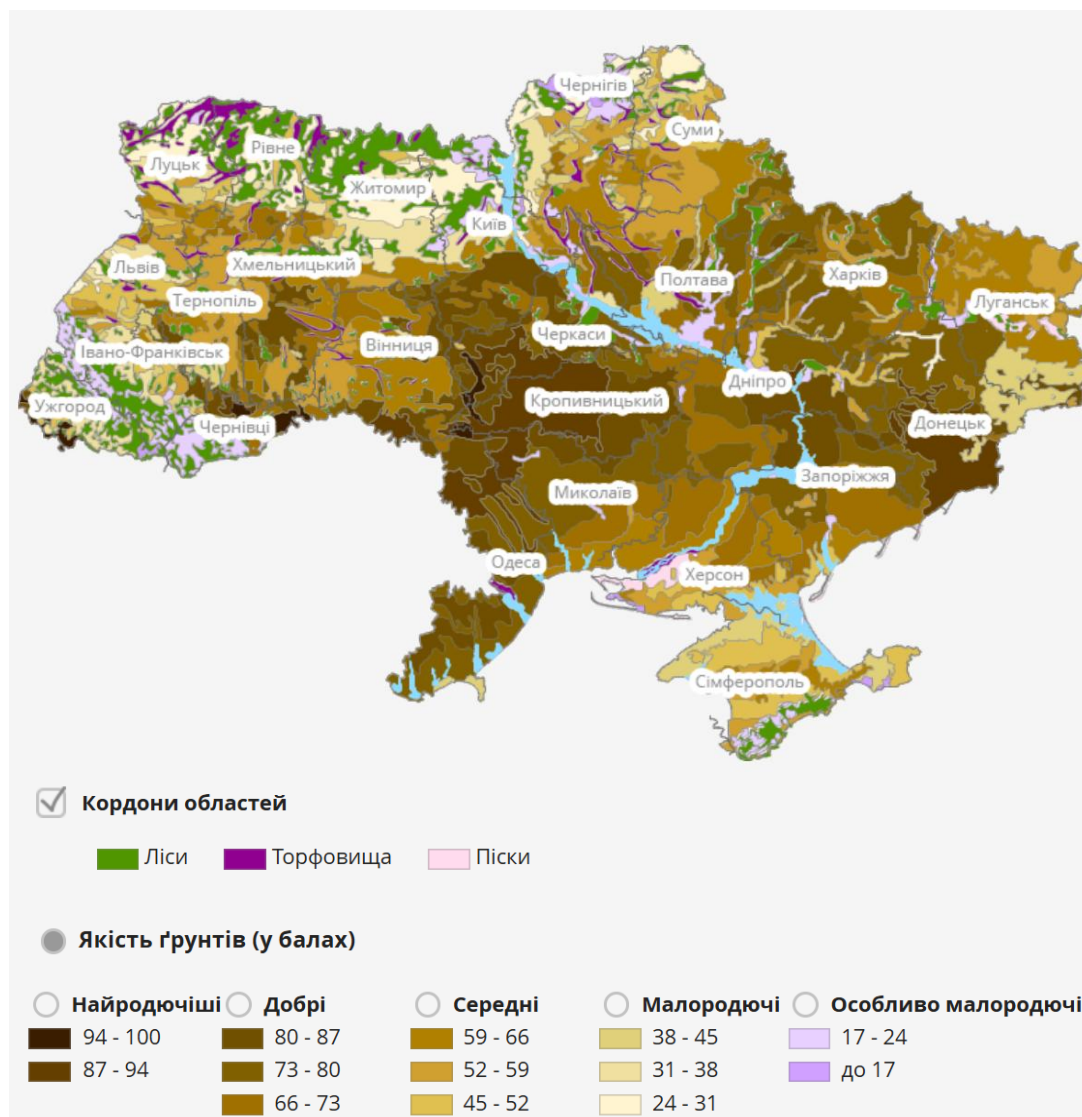 Чернігів
Суми
Рівне
Луцьк
Житомир
Київ
Львів
Хмельницький
Харків
Полтава
Тернопіль
Луганськ
Черкаси
Вінниця
Івано-Франківськ
Дніпро
Кропивницький
Ужгород
Чернівці
Донецьк
Запоріжжя
Миколаїв
Одеса
Херсон
Сімферополь
Кордони областей
Ліси Торфовища Піски
Якість ґрунтів (у балах)
Найродючіші Добрі Середні Малородючі Особливо малородючі
94 - 100 80 - 87 59 - 66 38 - 45 17 - 24
87 - 94 73 - 80 52 - 59 31 - 38 до 17
66 - 73 45 - 52 24 - 31